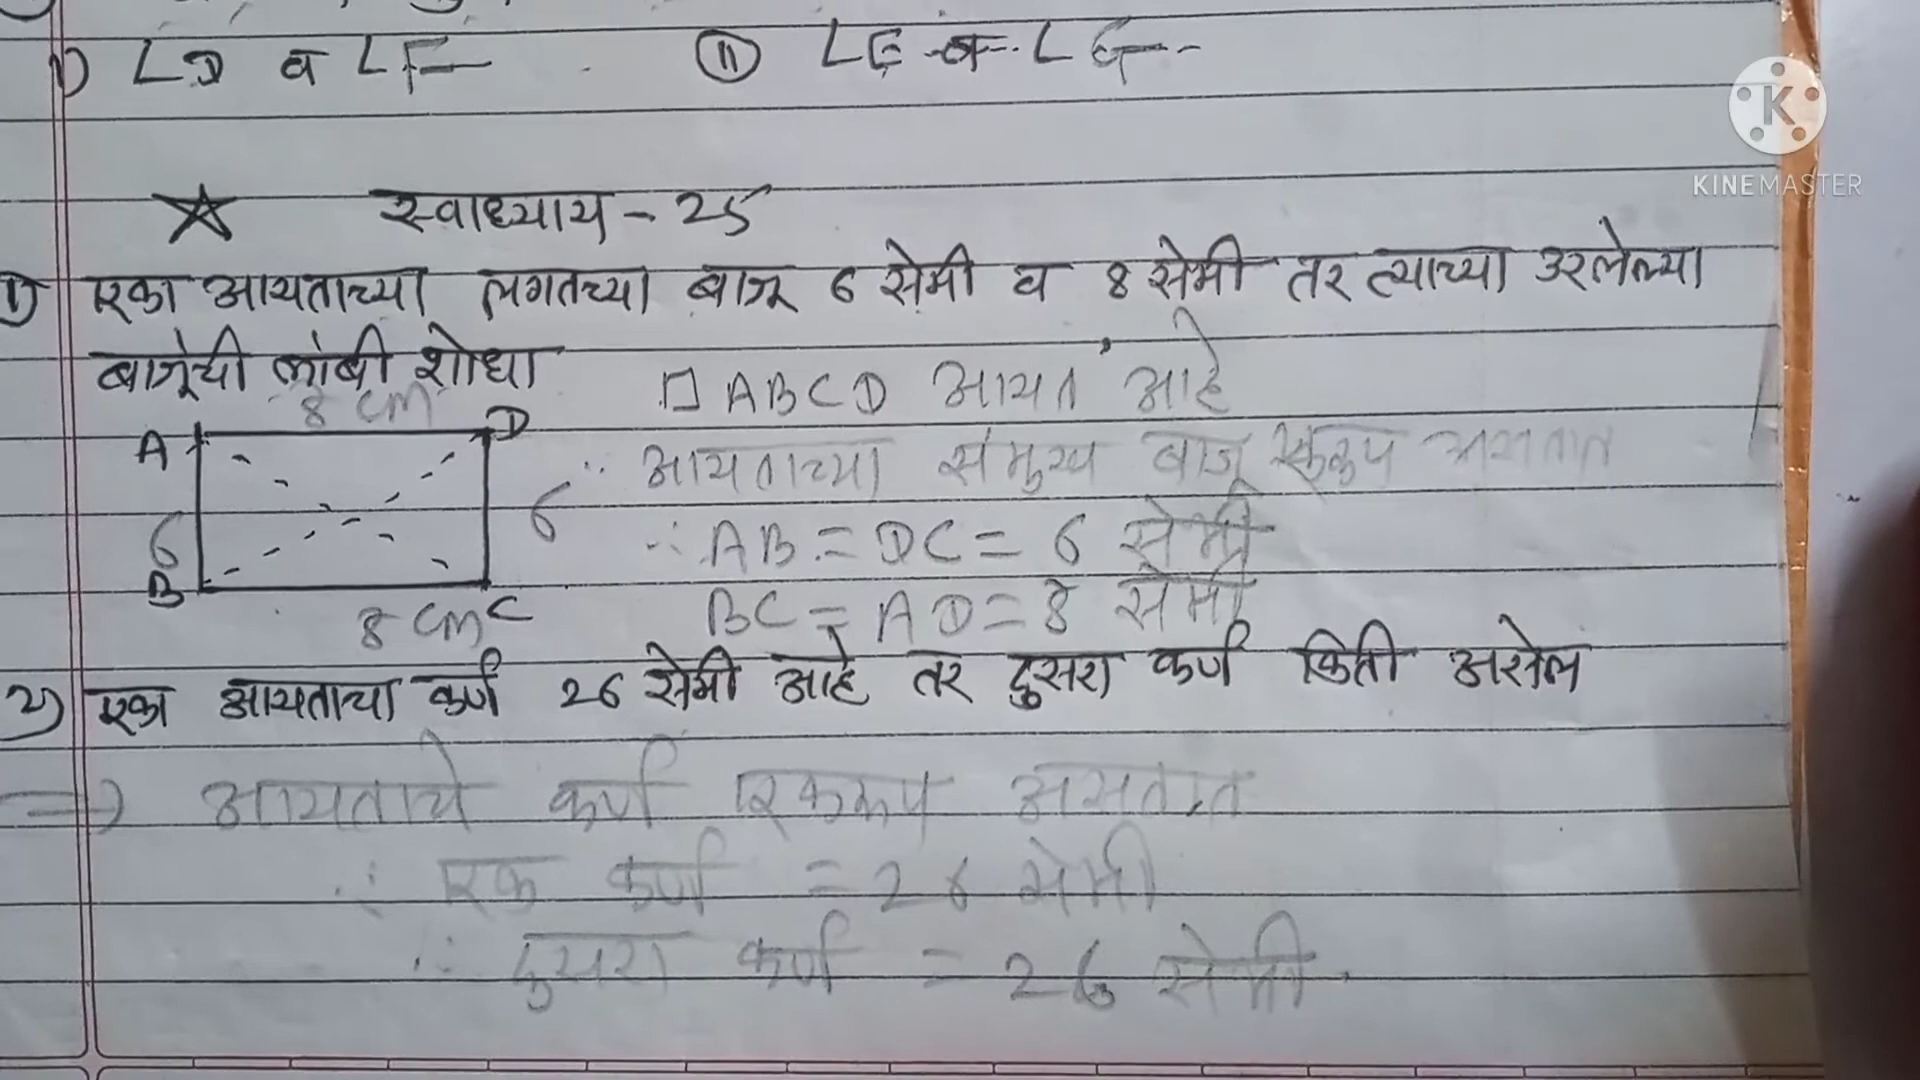 1) ∠D व ∠F — ⑪ ∠E व ∠G --
K
KINEMASTER
☆ स्वाध्याय - 25
1) एका आयताच्या लगतच्या बाजू 6 सेमी व 8 सेमी तर त्याच्या उरलेल्या
बाजूंची लांबी शोधा
8 cm
□ ABCD आयत आहे
A D
∴ आयताच्या संमुख बाजू एकरूप असतात
6 6
∴ AB = DC = 6 सेमी
B C
8 cm
BC = AD = 8 सेमी
2) एका आयताचा कर्ण 26 सेमी आहे तर दुसरा कर्ण किती असेल
⇒ आयताचे कर्ण एकरूप असतात
∴ एक कर्ण = 26 सेमी
∴ दुसरा कर्ण = 26 सेमी.